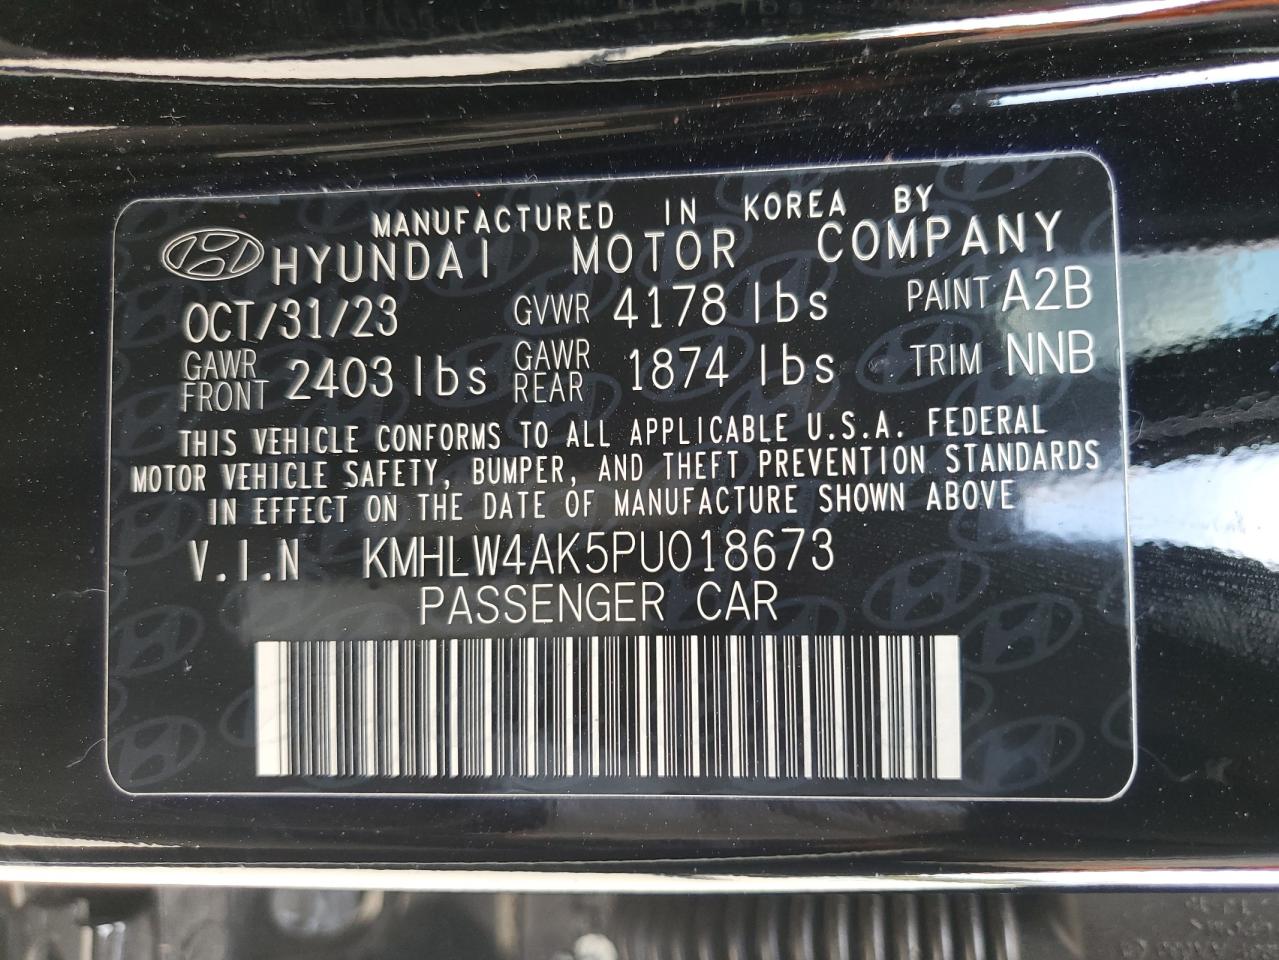 MANUFACTURED IN KOREA BY
HYUNDAI MOTOR COMPANY
OCT/31/23 GVWR 4178 lbs PAINT A2B
GAWR FRONT 2403 lbs GAWR REAR 1874 lbs TRIM NNB
THIS VEHICLE CONFORMS TO ALL APPLICABLE U.S.A. FEDERAL
MOTOR VEHICLE SAFETY, BUMPER, AND THEFT PREVENTION STANDARDS
IN EFFECT ON THE DATE OF MANUFACTURE SHOWN ABOVE
V.I.N KMHLW4AK5PU018673
PASSENGER CAR